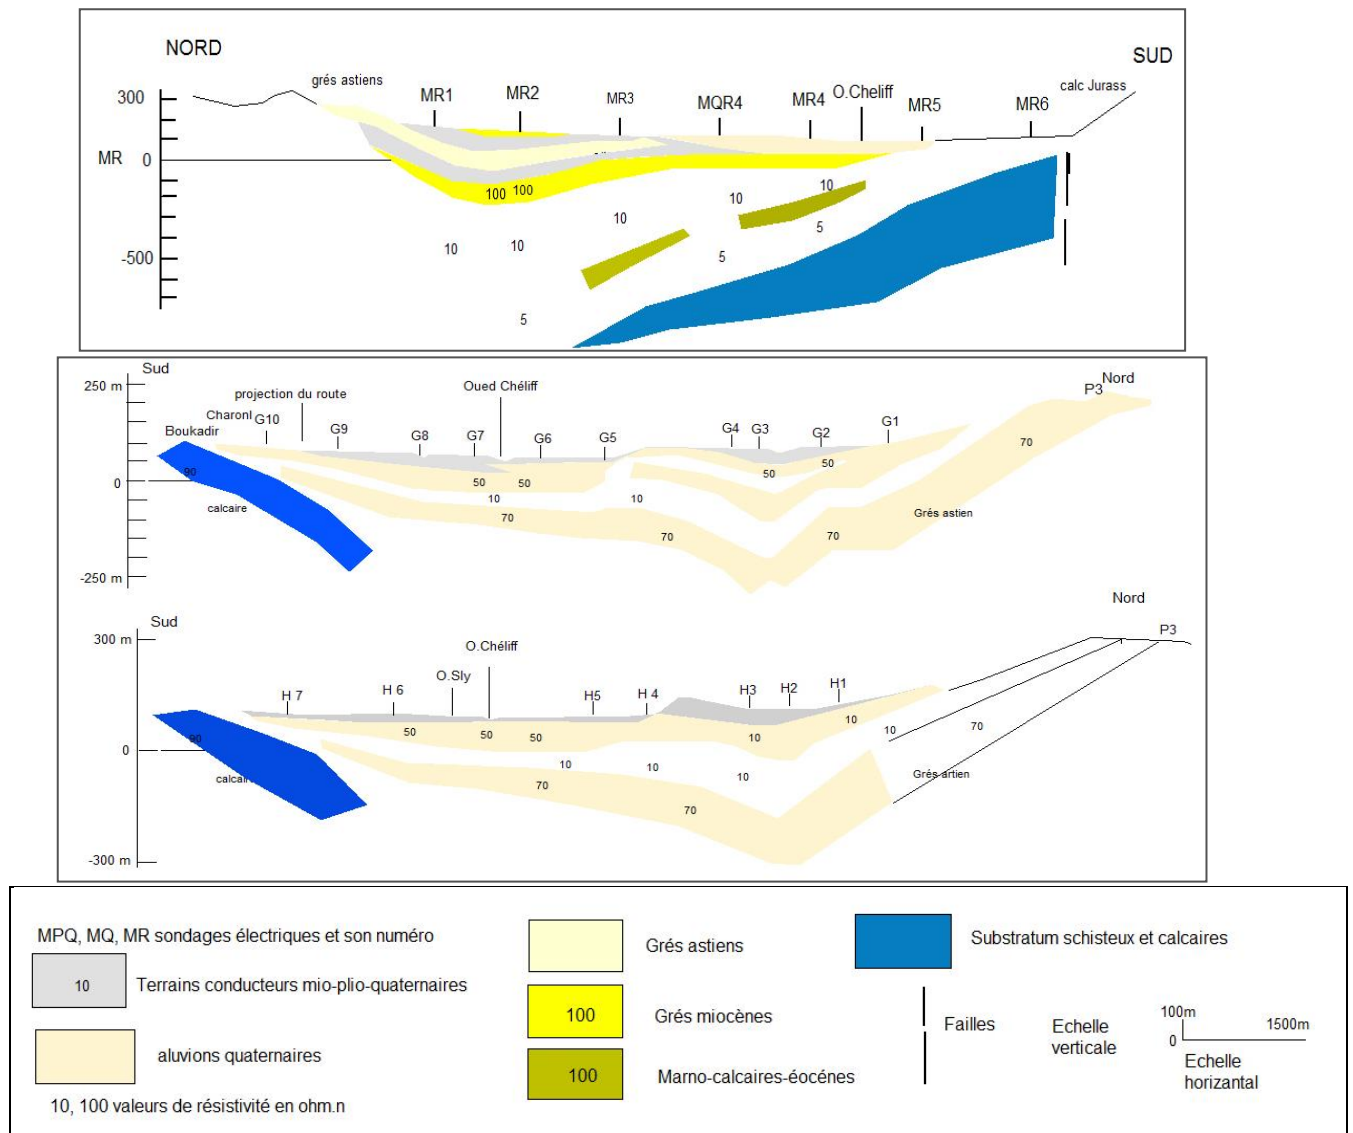 NORD
SUD
grés astiens
calc Jurass
MR1
MR2
MR3
MQR4
MR4
O.Cheliff
MR5
MR6
300
MR
0
-500
100
100
10
10
10
10
10
5
5
5
Sud
Nord
250 m
projection du route
Oued Chéliff
P3
Charonl
G10
G9
G8
G7
G6
G5
G4
G3
G2
G1
Boukadir
90
0
calcaire
50
50
50
50
10
10
70
70
70
70
Grés astien
-250 m
Nord
Sud
300 m
O.Chéliff
P3
O.Sly
H 7
H 6
H5
H 4
H3
H2
H1
90
50
50
50
10
10
10
70
0
10
10
10
calcair
70
70
Grés artien
-300 m
MPQ, MQ, MR sondages électriques et son numéro
10
Terrains conducteurs mio-plio-quaternaires
aluvions quaternaires
10, 100 valeurs de résistivité en ohm.n
Grés astiens
100
Grés miocènes
100
Marno-calcaires-éocénes
Substratum schisteux et calcaires
Failles
Echelle
verticale
100m
0
1500m
Echelle
horizantal